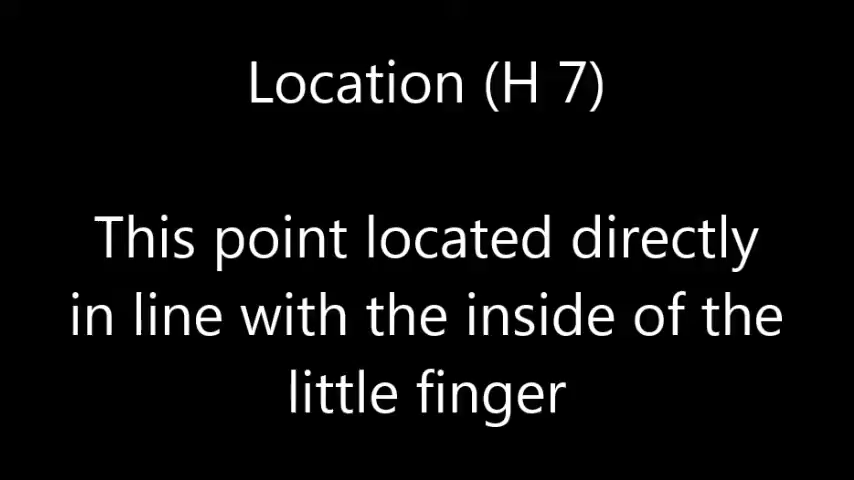 Location (H 7)
This point located directly
in line with the inside of the
little finger